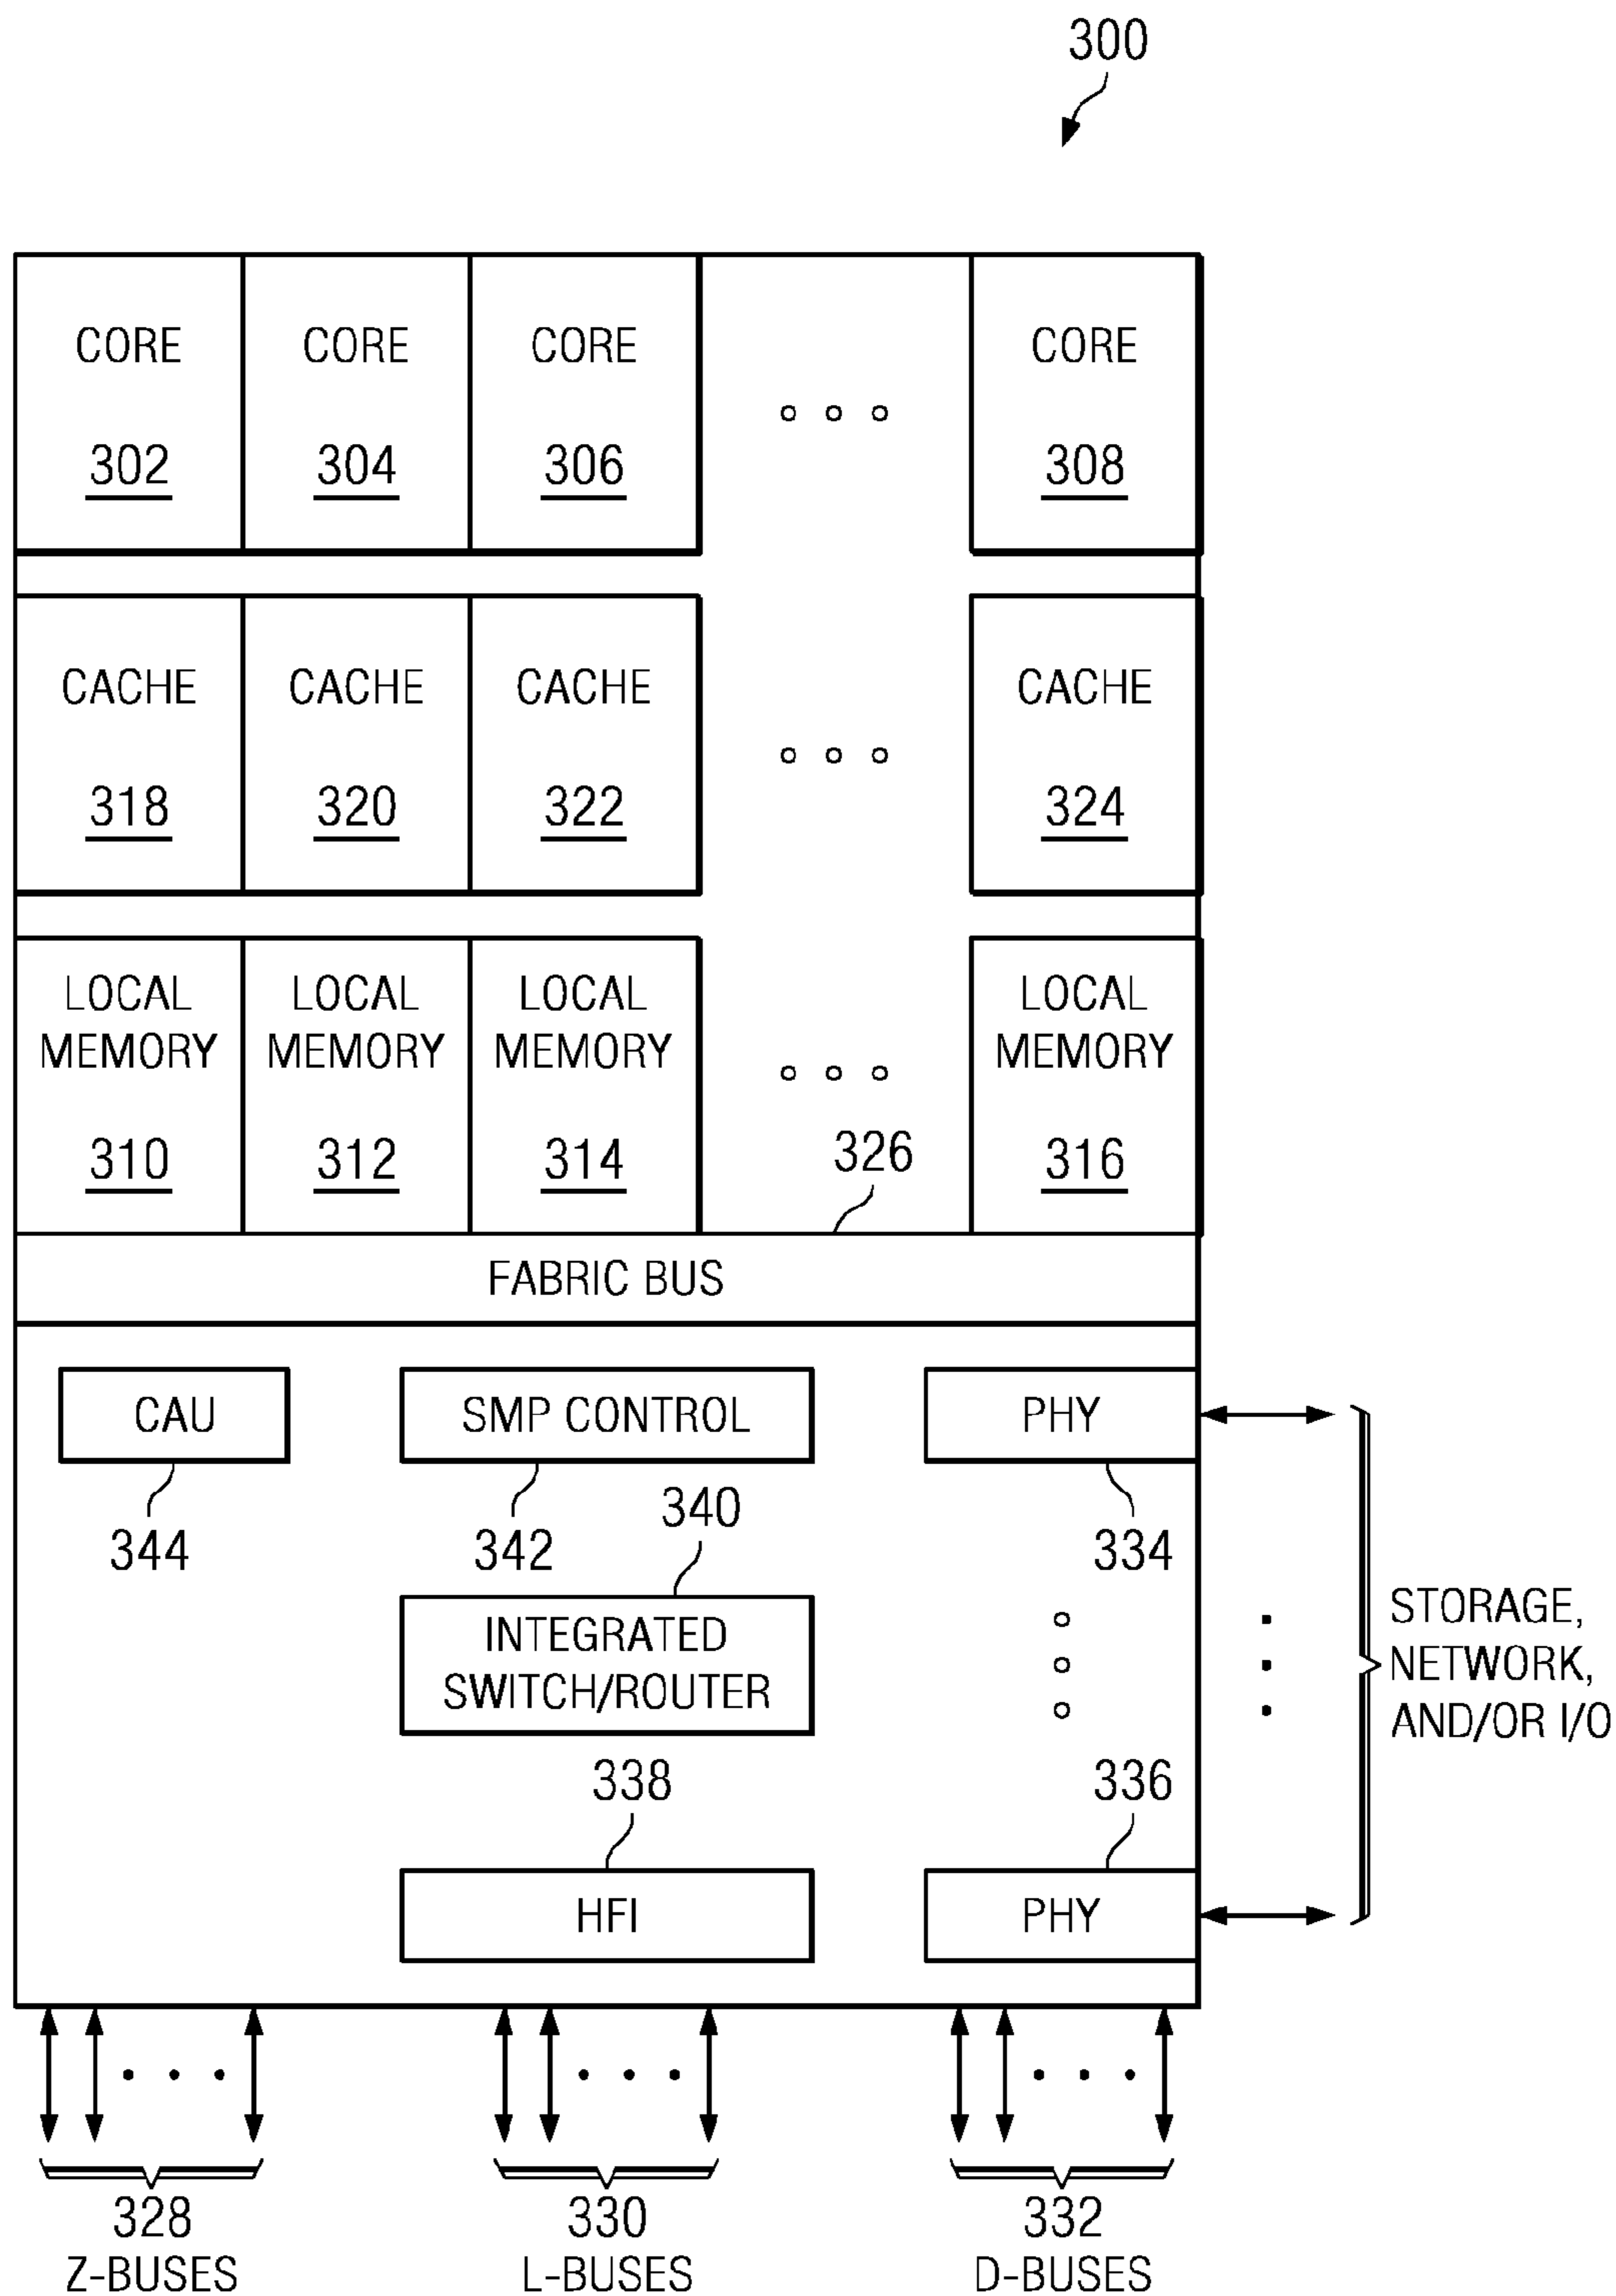 300
CORE
302
CORE
304
CORE
306
CORE
308
CACHE
318
CACHE
320
CACHE
322
CACHE
324
LOCAL
MEMORY
310
LOCAL
MEMORY
312
LOCAL
MEMORY
314
326
LOCAL
MEMORY
316
FABRIC BUS
CAU
344
SMP CONTROL
342
PHY
334
340
INTEGRATED
SWITCH/ROUTER
STORAGE,
NETWORK,
AND/OR I/O
338
HFI
336
PHY
328
Z-BUSES
330
L-BUSES
332
D-BUSES